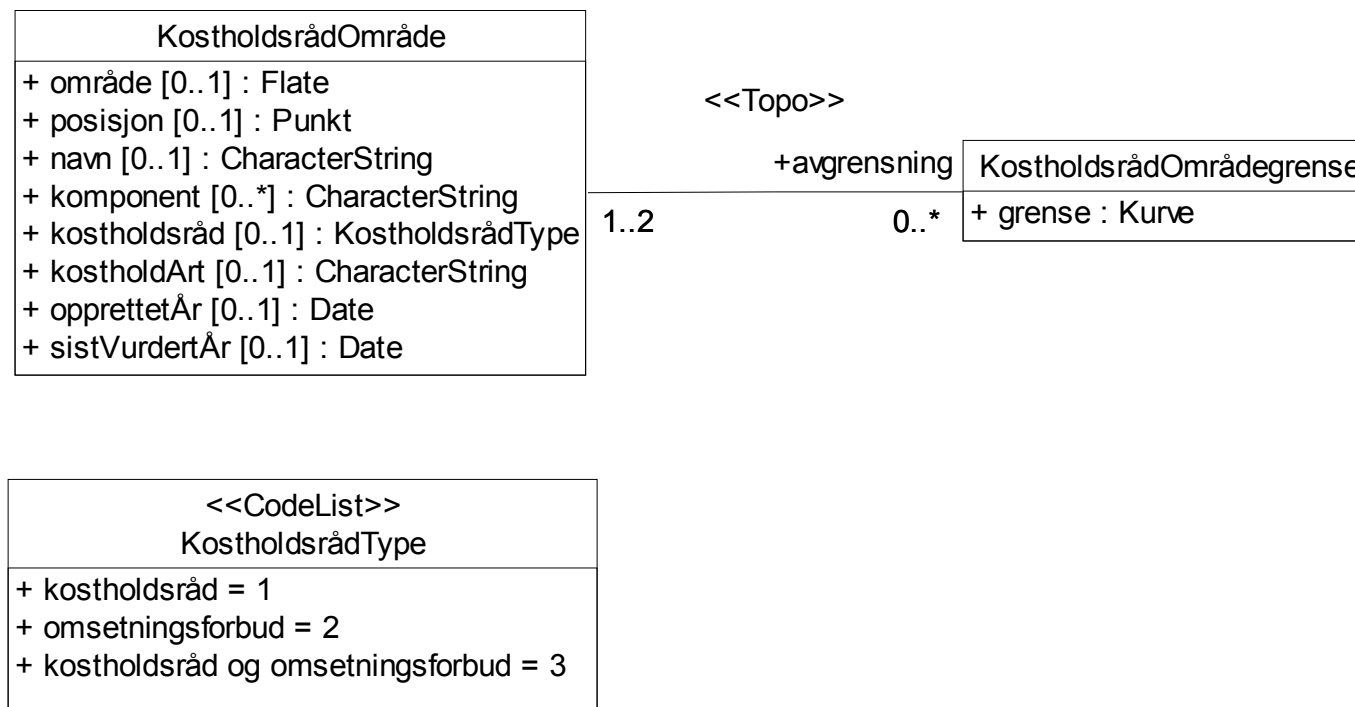 KostholdsrådOmråde
+ område [0..1] : Flate
+ posisjon [0..1] : Punkt
+ navn [0..1] : CharacterString
+ komponent [0..*] : CharacterString
+ kostholdsråd [0..1] : KostholdsrådType
+ kostholdArt [0..1] : CharacterString
+ opprettetÅr [0..1] : Date
+ sistVurdertÅr [0..1] : Date
<<Topo>>
+avgrensning
1..2
0..*
KostholdsrådOmrådegrense
+ grense : Kurve
<<CodeList>>
KostholdsrådType
+ kostholdsråd = 1
+ omsetningsforbud = 2
+ kostholdsråd og omsetningsforbud = 3